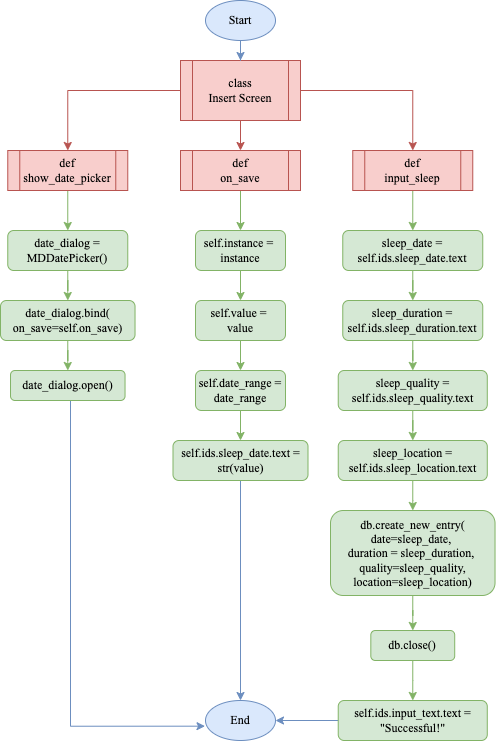 Start
class
Insert Screen
def
show_date_picker
def
on_save
def
input_sleep
date_dialog =
MDDatePicker()
self.instance =
instance
sleep_date =
self.ids.sleep_date.text
date_dialog.bind(
on_save=self.on_save)
self.value =
value
sleep_duration =
self.ids.sleep_duration.text
date_dialog.open()
self.date_range =
date_range
sleep_quality =
self.ids.sleep_quality.text
self.ids.sleep_date.text =
str(value)
sleep_location =
self.ids.sleep_location.text
db.create_new_entry(
date=sleep_date,
duration = sleep_duration,
quality=sleep_quality,
location=sleep_location)
db.close()
End
self.ids.input_text.text =
"Successful!"